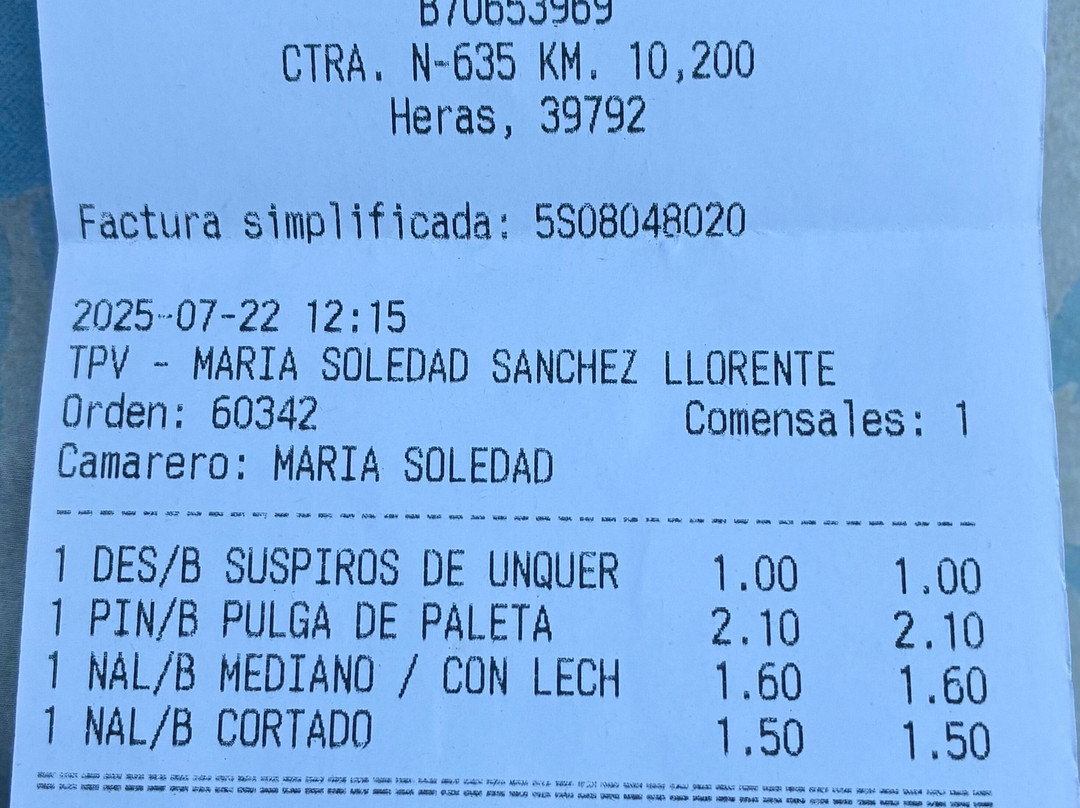 B70653969
CTRA. N-635 KM. 10,200
Heras, 39792
Factura simplificada: 5S08048020
2025-07-22 12:15
TPV - MARIA SOLEDAD SANCHEZ LLORENTE
Orden: 60342 Comensales: 1
Camarero: MARIA SOLEDAD
1 DES/B SUSPIROS DE UNQUER 1.00 1.00
1 PIN/B PULGA DE PALETA 2.10 2.10
1 NAL/B MEDIANO / CON LECH 1.60 1.60
1 NAL/B CORTADO 1.50 1.50